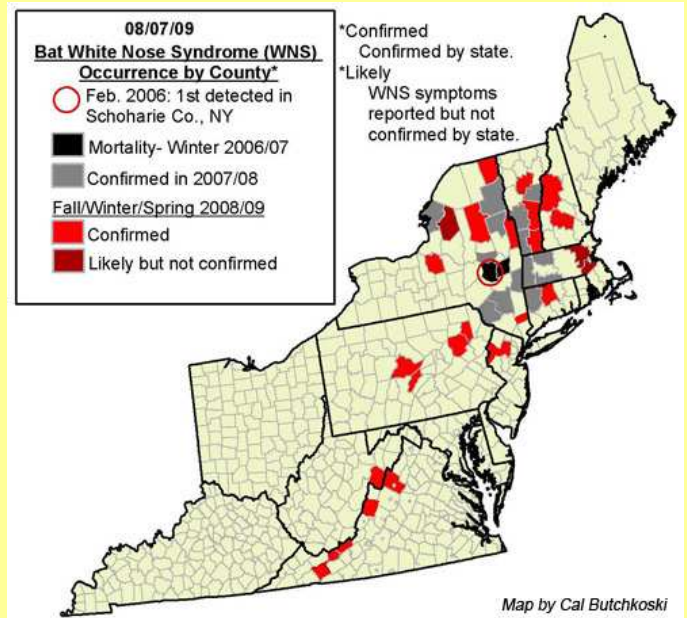 08/07/09
Bat White Nose Syndrome (WNS)
Occurrence by County*
Feb. 2006: 1st detected in
Schoharie Co., NY
Mortality- Winter 2006/07
Confirmed in 2007/08
Fall/Winter/Spring 2008/09
Confirmed
Likely but not confirmed
*Confirmed
Confirmed by state.
*Likely
WNS symptoms
reported but not
confirmed by state.
Map by Cal Butchkoski